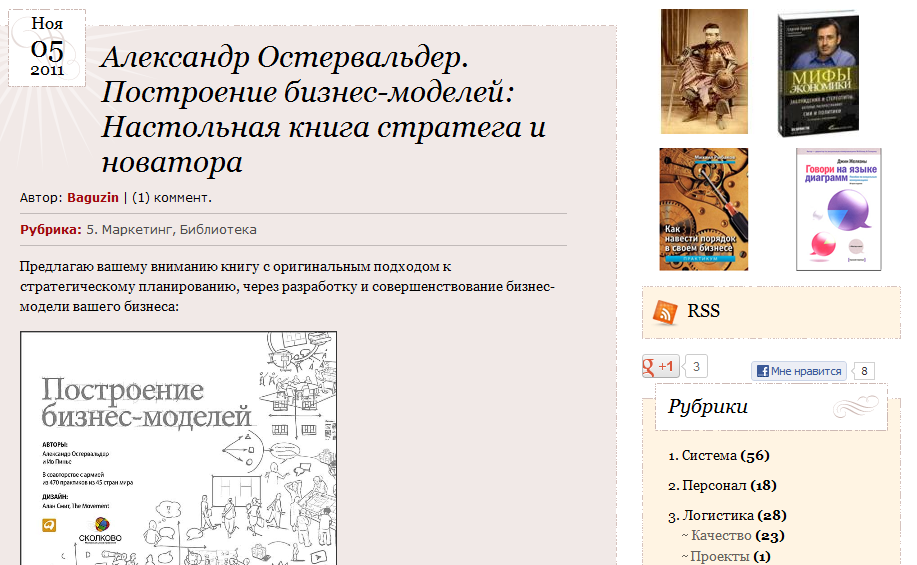 Ноя
05
2011
Александр Остервальдер.
Построение бизнес-моделей:
Настольная книга стратега и
новатора
Автор: Baguzin | (1) коммент.
Рубрика: 5. Маркетинг, Библиотека
Предлагаю вашему вниманию книгу с оригинальным подходом к
стратегическому планированию, через разработку и совершенствование бизнес-
модели вашего бизнеса:
Построение
бизнес-моделей
АВТОРЫ:
Александр Остервальдер
и Ив Пинье
В соавторстве с армией
из 470 практиков из 45 стран мира
ДИЗАЙН:
Алан Смит, The Movement
СКОЛКОВО
МИФЫ
ЭКОНОМИКИ
ЗАБЛУЖДЕНИЯ И СТЕРЕОТИПЫ,
СМИ И ПОЛИТИКИ
Как
навести порядок
в своем бизнесе
ПРАКТИКУМ
Джин Желязны
Говори на языке
диаграмм
RSS
g +1 3
Мне нравится 8
Рубрики
1. Система (56)
2. Персонал (18)
3. Логистика (28)
~ Качество (23)
~ Проекты (1)